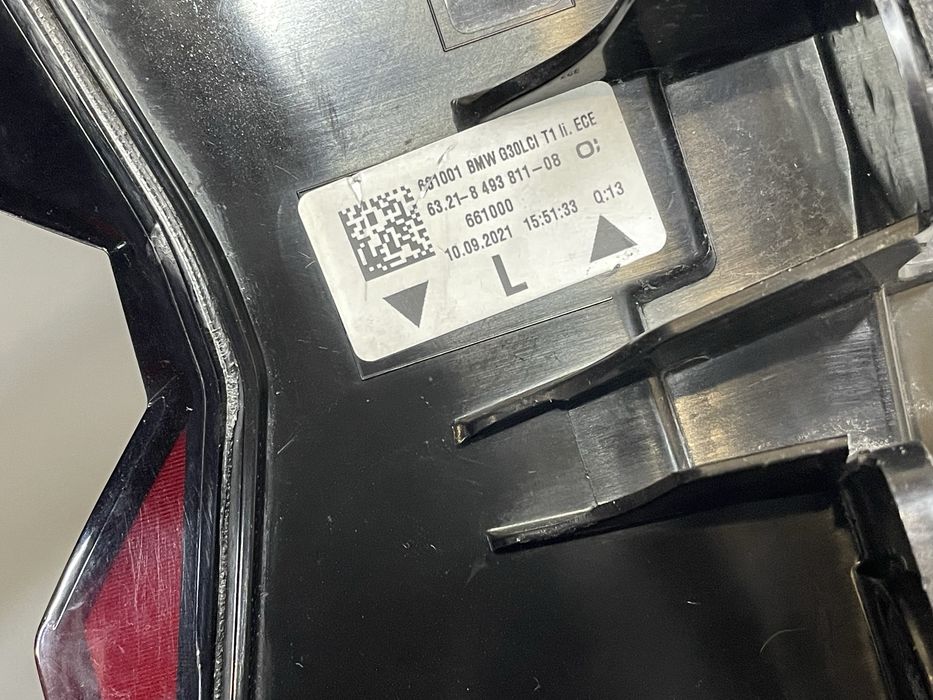 661001 BMW G30LCI T1 li. ECE
63.21-8 493 811-08
661000
10.09.2021 15:51:33 Q:13
L